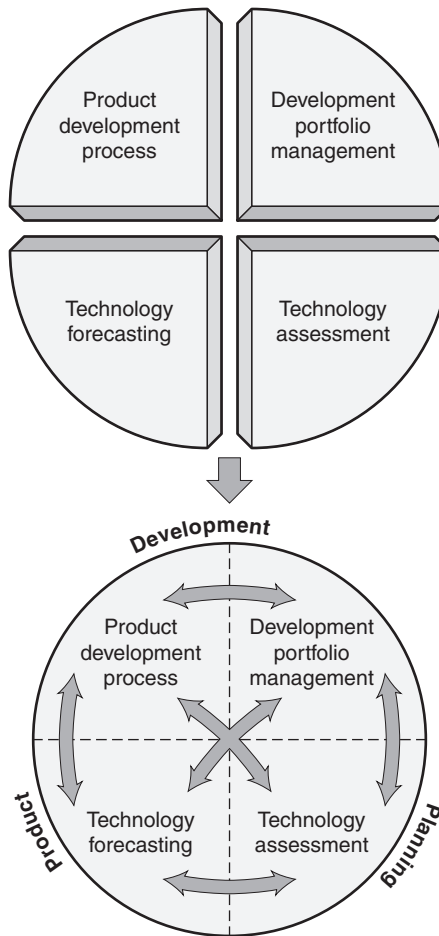 Product
development
process
Development
portfolio
management
Technology
forecasting
Technology
assessment
Development
Product
development
process
Development
portfolio
management
Technology
forecasting
Technology
assessment
Product
Planning